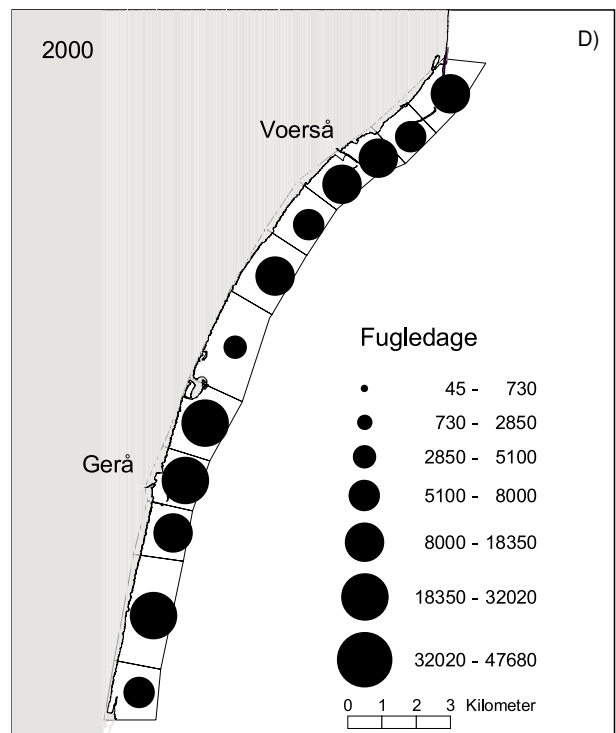 2000
D)
Voerså
Gerå
Fugledage
45 - 730
730 - 2850
2850 - 5100
5100 - 8000
8000 - 18350
18350 - 32020
32020 - 47680
0 1 2 3 Kilometer